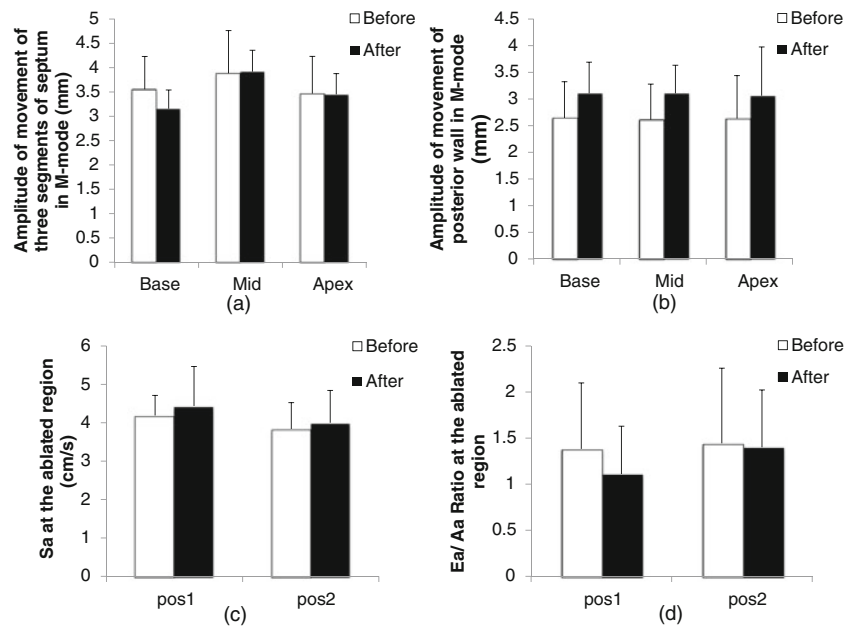 Amplitude of movement of
three segments of septum
in M-mode (mm)
5
4.5
4
3.5
3
2.5
2
1.5
1
0.5
0
Before
After
Base Mid Apex
(a)
Amplitude of movement of
posterior wall in M-mode
(mm)
4.5
4
3.5
3
2.5
2
1.5
1
0.5
0
Before
After
Base Mid Apex
(b)
Sa at the ablated region
(cm/s)
6
5
4
3
2
1
0
Before
After
pos1 pos2
(c)
Ea/ Aa Ratio at the ablated
region
2.5
2
1.5
1
0.5
0
Before
After
pos1 pos2
(d)